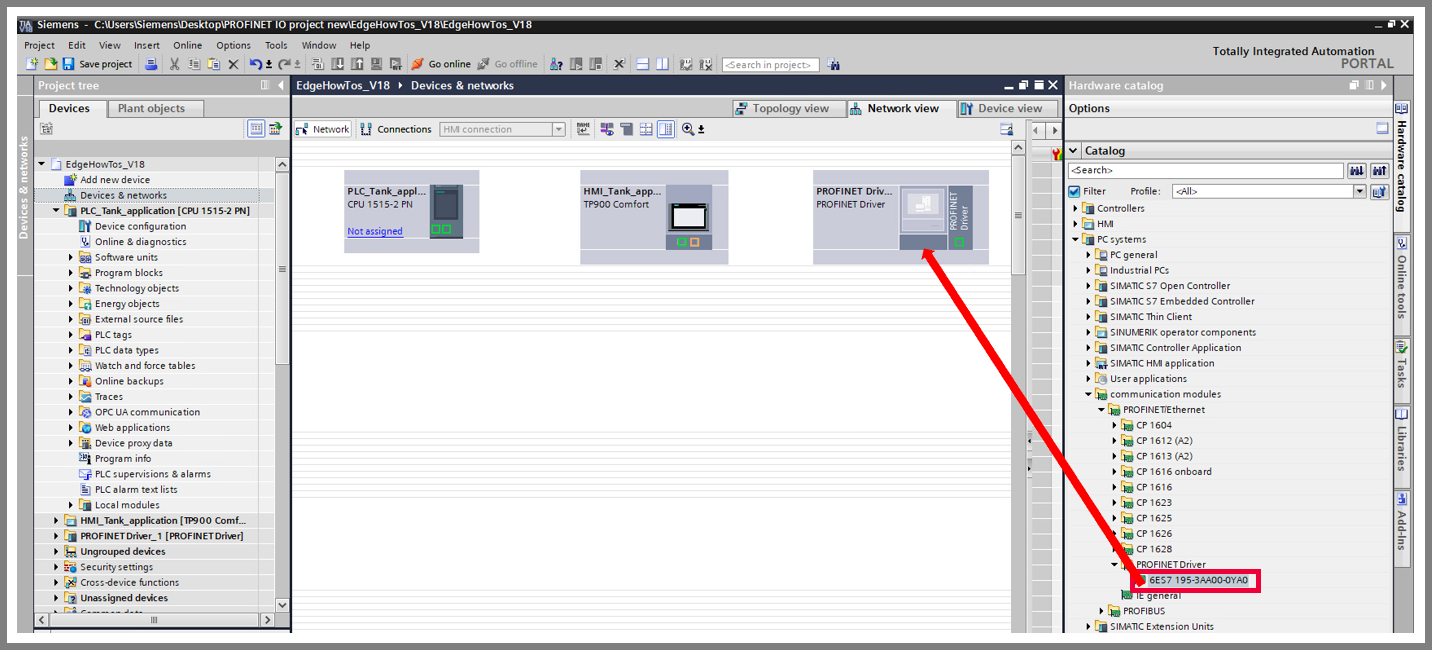 Siemens - C:\Users\Siemens\Desktop\PROFINET IO project new\EdgeHowTos_V18\EdgeHowTos_V18
Project Edit View Insert Online Options Tools Window Help
Totally Integrated Automation
PORTAL
Save project Go online Go offline <Search in project>
Project tree
Devices Plant objects
Devices & networks
EdgeHowTos_V18
Add new device
Devices & networks
PLC_Tank_application [CPU 1515-2 PN]
Device configuration
Online & diagnostics
Software units
Program blocks
Technology objects
Energy objects
External source files
PLC tags
PLC data types
Watch and force tables
Online backups
Traces
OPC UA communication
Web applications
Device proxy data
Program info
PLC supervisions & alarms
PLC alarm text lists
Local modules
HMI_Tank_application [TP900 Comf...
PROFINET Driver_1 [PROFINET Driver]
Ungrouped devices
Security settings
Cross-device functions
Unassigned devices
Common data
EdgeHowTos_V18 Devices & networks
Topology view Network view Device view
Network Connections HMI connection
PLC_Tank_appl...
CPU 1515-2 PN
Not assigned
HMI_Tank_app...
TP900 Comfort
PROFINET Driv...
PROFINET Driver
PROFINET
Driver
Hardware catalog
Options
Catalog
<Search>
Filter Profile: <All>
Controllers
HMI
PC systems
PC general
Industrial PCs
SIMATIC S7 Open Controller
SIMATIC S7 Embedded Controller
SIMATIC Thin Client
SINUMERIK operator components
SIMATIC Controller Application
SIMATIC HMI application
User applications
communication modules
PROFINET/Ethernet
CP 1604
CP 1612 (A2)
CP 1613 (A2)
CP 1616 onboard
CP 1616
CP 1623
CP 1625
CP 1626
CP 1628
PROFINET Driver
6ES7 195-3AA00-0YA0
IE general
PROFIBUS
SIMATIC Extension Units
Hardware catalog
Online tools
Tasks
Libraries
Add-Ins